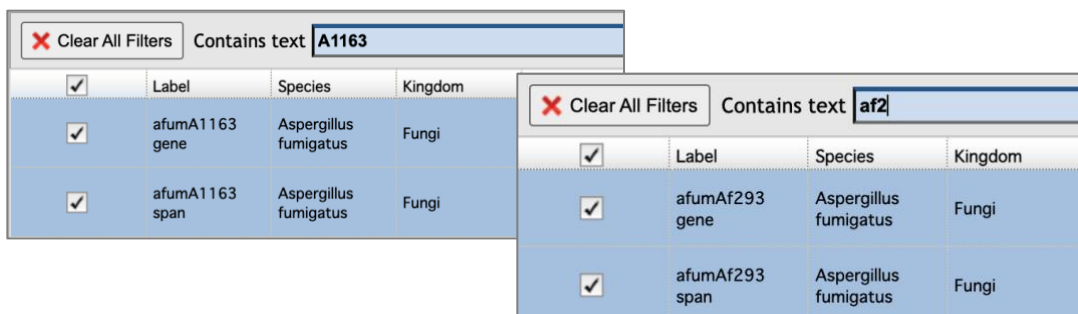 Clear All Filters Contains text A1163
Label Species Kingdom
afumA1163 gene Aspergillus fumigatus Fungi
afumA1163 span Aspergillus fumigatus Fungi
Clear All Filters Contains text af2
Label Species Kingdom
afumAf293 gene Aspergillus fumigatus Fungi
afumAf293 span Aspergillus fumigatus Fungi